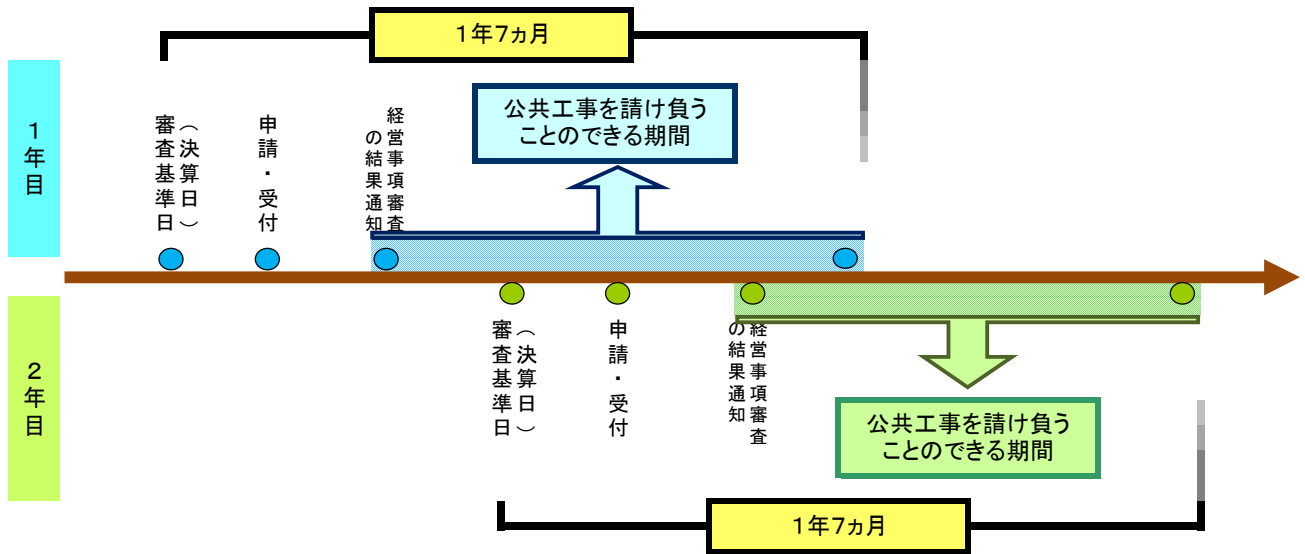 1年7ヵ月
1年目
審査基準日
(決算日)
申請・受付
経営事項審査
の結果通知
公共工事を請け負う
ことのできる期間
2年目
審査基準日
(決算日)
申請・受付
経営事項審査
の結果通知
公共工事を請け負う
ことのできる期間
1年7ヵ月